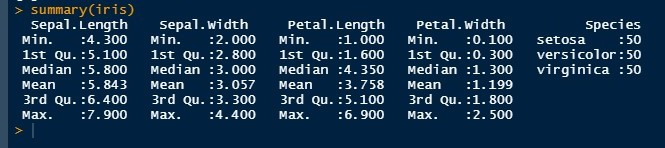 > summary(iris)
  Sepal.Length    Sepal.Width     Petal.Length    Petal.Width          Species
 Min.   :4.300   Min.   :2.000   Min.   :1.000   Min.   :0.100   setosa    :50
 1st Qu.:5.100   1st Qu.:2.800   1st Qu.:1.600   1st Qu.:0.300   versicolor:50
 Median :5.800   Median :3.000   Median :4.350   Median :1.300   virginica :50
 Mean   :5.843   Mean   :3.057   Mean   :3.758   Mean   :1.199
 3rd Qu.:6.400   3rd Qu.:3.300   3rd Qu.:5.100   3rd Qu.:1.800
 Max.   :7.900   Max.   :4.400   Max.   :6.900   Max.   :2.500
>